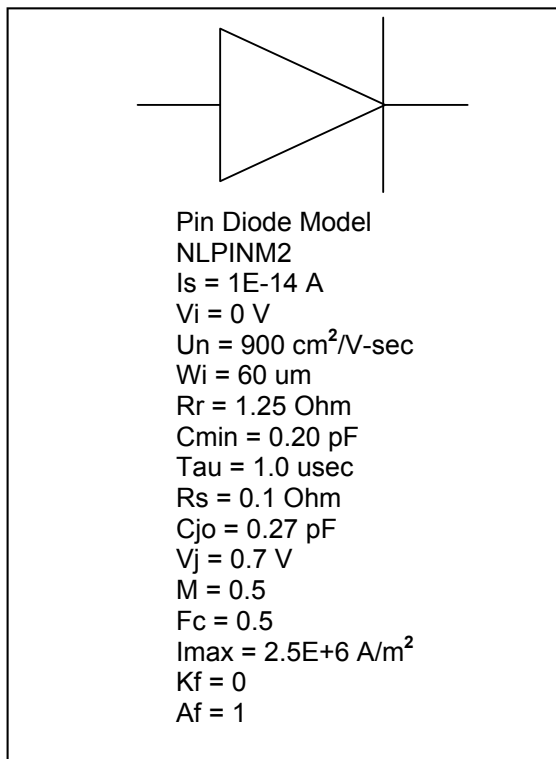 Pin Diode Model
NLPINM2
Is = 1E-14 A
Vi = 0 V
Un = 900 cm²/V-sec
Wi = 60 um
Rr = 1.25 Ohm
Cmin = 0.20 pF
Tau = 1.0 usec
Rs = 0.1 Ohm
Cjo = 0.27 pF
Vj = 0.7 V
M = 0.5
Fc = 0.5
Imax = 2.5E+6 A/m²
Kf = 0
Af = 1